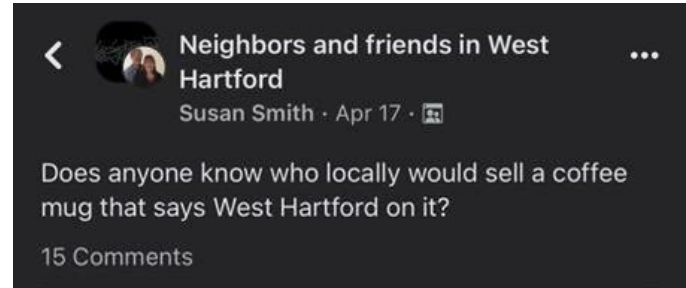 Neighbors and friends in West
Hartford
Susan Smith · Apr 17 ·
Does anyone know who locally would sell a coffee
mug that says West Hartford on it?
15 Comments